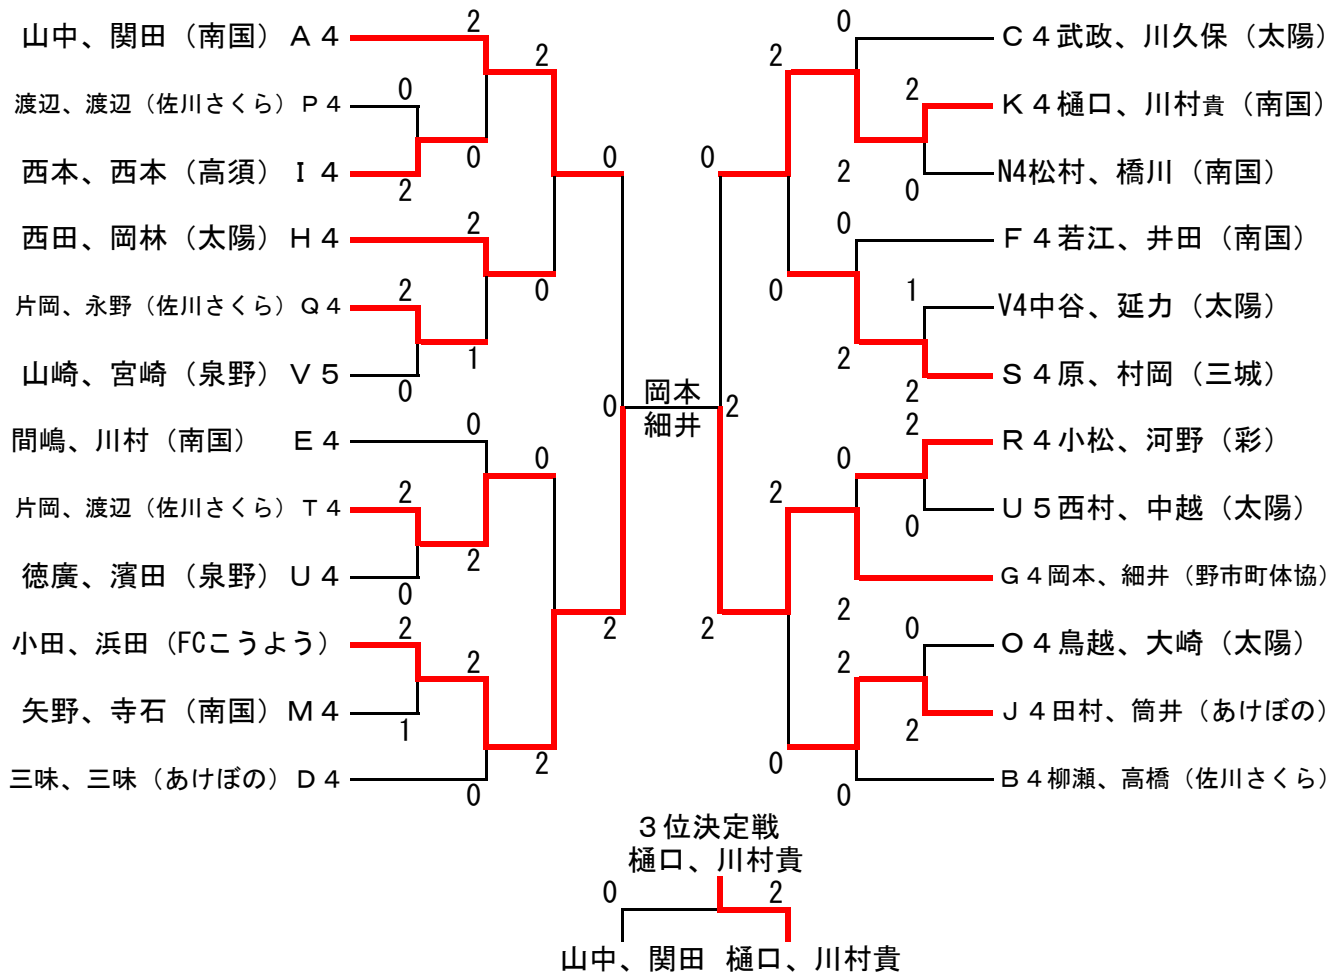 山中、関田（南国）Ａ４
渡辺、渡辺（佐川さくら）Ｐ４
西本、西本（高須）Ｉ４
西田、岡林（太陽）Ｈ４
片岡、永野（佐川さくら）Ｑ４
山崎、宮崎（泉野）Ｖ５
間嶋、川村（南国）　Ｅ４
片岡、渡辺（佐川さくら）Ｔ４
徳廣、濱田（泉野）Ｕ４
小田、浜田（FCこうよう）
矢野、寺石（南国）Ｍ４
三味、三味（あけぼの）Ｄ４
2
0
2
0
2
2
0
1
0
2
0
2
2
1
0
2
0
0
2
0
2
0
岡本
細井
2
0
2
2
0
2
0
0
2
0
2
2
0
2
0
2
0
1
2
2
0
0
2
Ｃ４武政、川久保（太陽）
Ｋ４樋口、川村貴（南国）
N4松村、橋川（南国）
Ｆ４若江、井田（南国）
V4中谷、延力（太陽）
Ｓ４原、村岡（三城）
Ｒ４小松、河野（彩）
Ｕ５西村、中越（太陽）
Ｇ４岡本、細井（野市町体協）
Ｏ４鳥越、大崎（太陽）
Ｊ４田村、筒井（あけぼの）
Ｂ４柳瀬、高橋（佐川さくら）
３位決定戦
樋口、川村貴
0 2
山中、関田 樋口、川村貴